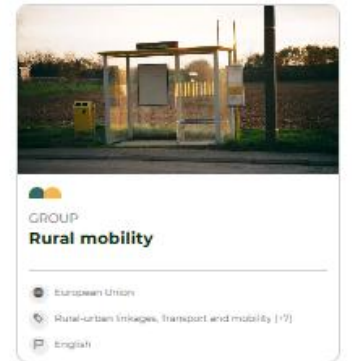 GROUP
Rural mobility
European Union
Rural-urban linkages, Transport and mobility (+7)
English